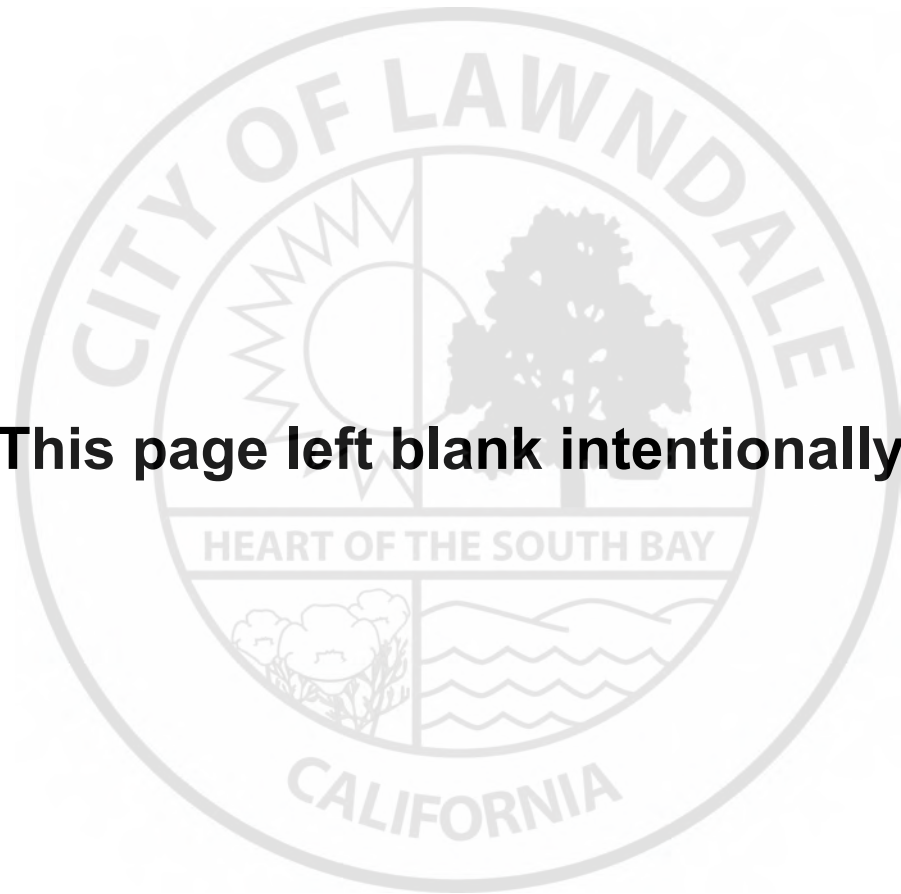 CITY OF LAWNDALE
This page left blank intentionally
HEART OF THE SOUTH BAY
CALIFORNIA